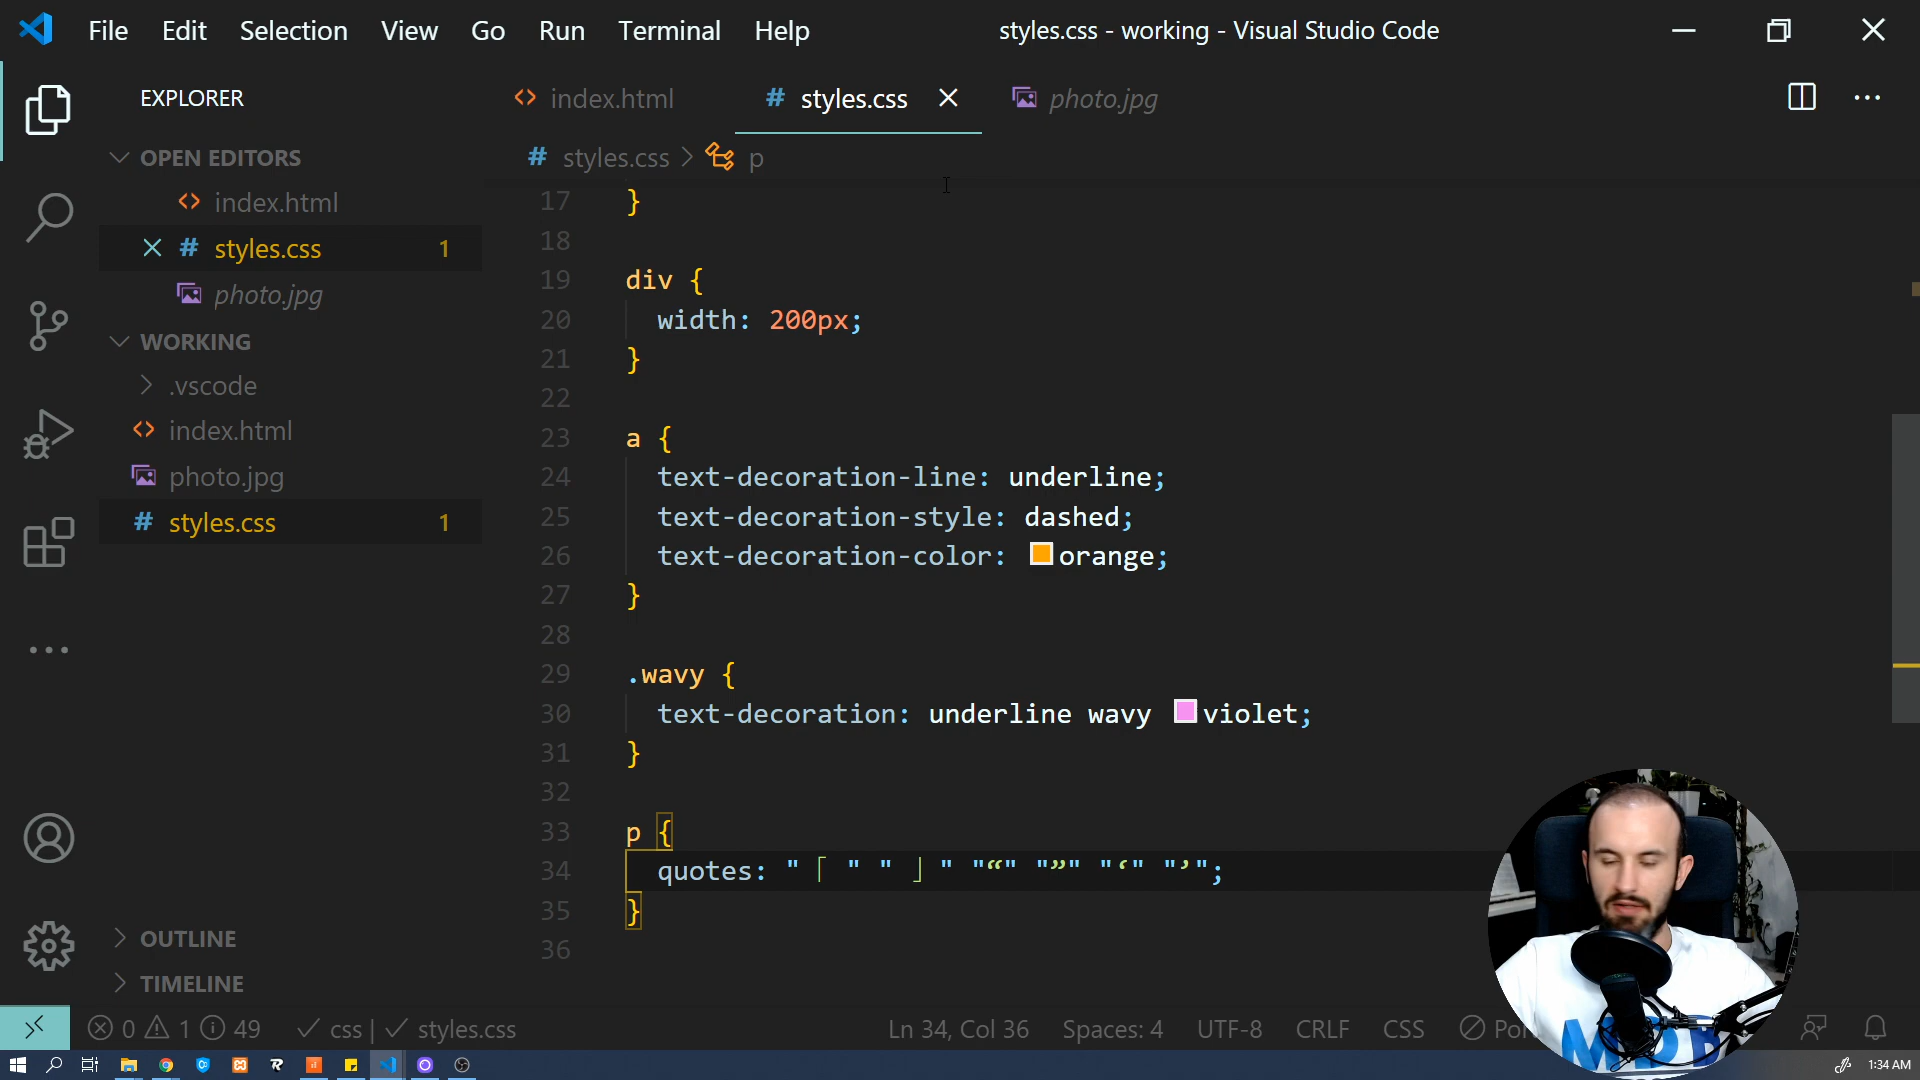 File Edit Selection View Go Run Terminal Help
styles.css - working - Visual Studio Code
EXPLORER
OPEN EDITORS
index.html
styles.css 1
photo.jpg
WORKING
.vscode
index.html
photo.jpg
styles.css 1
OUTLINE
TIMELINE
index.html
styles.css
photo.jpg
styles.css > p
17 }
18
19 div {
20 width: 200px;
21 }
22
23 a {
24 text-decoration-line: underline;
25 text-decoration-style: dashed;
26 text-decoration-color: orange;
27 }
28
29 .wavy {
30 text-decoration: underline wavy violet;
31 }
32
33 p {
34 quotes: "「" "」" "“" "”" "‘" "’";
35 }
36
0 1 49 css | styles.css
Ln 34, Col 36 Spaces: 4 UTF-8 CRLF CSS
1:34 AM